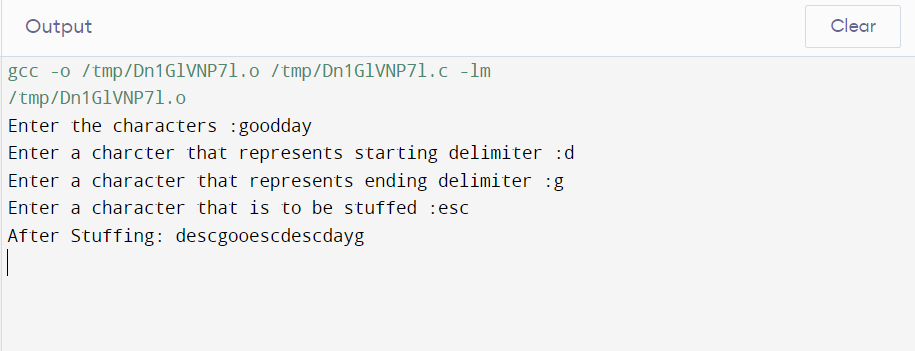 Output
Clear
gcc -o /tmp/Dn1GlVNP7l.o /tmp/Dn1GlVNP7l.c -lm
/tmp/Dn1GlVNP7l.o
Enter the characters :goodday
Enter a charcter that represents starting delimiter :d
Enter a character that represents ending delimiter :g
Enter a character that is to be stuffed :esc
After Stuffing: descgooescdescdayg